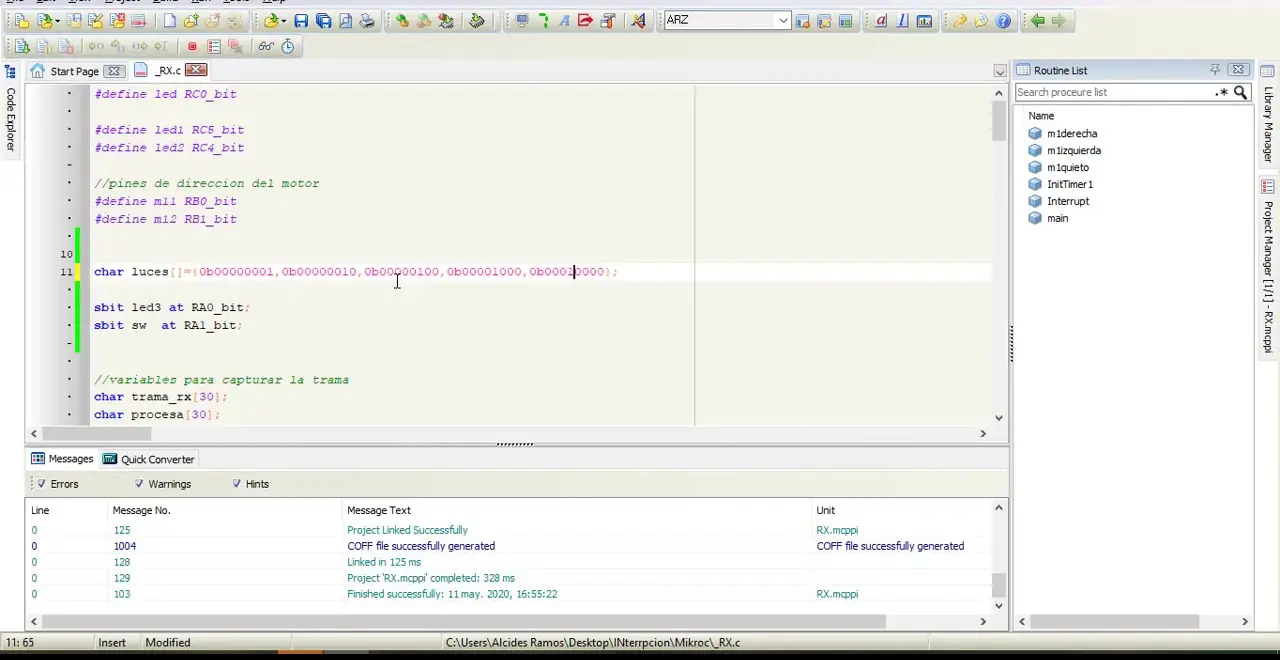 ARZ
Start Page
_RX.c
Code Explorer
#define led RC0_bit
#define led1 RC5_bit
#define led2 RC4_bit
//pines de direccion del motor
#define m11 RB0_bit
#define m12 RB1_bit
10
11 char luces[]={0b00000001,0b00000010,0b00000100,0b00001000,0b00010000};
sbit led3 at RA0_bit;
sbit sw  at RA1_bit;
//variables para capturar la trama
char trama_rx[30];
char procesa[30];
Routine List
Search proceure list
Name
m1derecha
m1izquierda
m1quieto
InitTimer1
Interrupt
main
Library Manager
Project Manager [1/1] - RX.mcppi
Messages Quick Converter
Errors Warnings Hints
Line Message No. Message Text Unit
0 125 Project Linked Successfully RX.mcppi
0 1004 COFF file successfully generated COFF file successfully generated
0 128 Linked in 125 ms
0 129 Project 'RX.mcppi' completed: 328 ms
0 103 Finished successfully: 11 may. 2020, 16:55:22 RX.mcppi
11: 65 Insert Modified C:\Users\Alcides Ramos\Desktop\INterrpcion\Mikroc\_RX.c